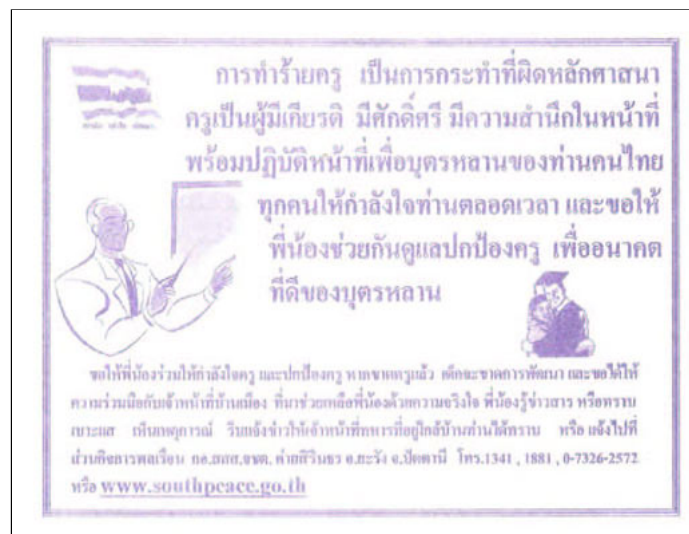 การทำร้ายครู เป็นการกระทำที่ผิดหลักศาสนา
ครูเป็นผู้มีเกียรติ มีศักดิ์ศรี มีความสำนึกในหน้าที่
พร้อมปฏิบัติหน้าที่เพื่อบุตรหลานของท่านคนไทย
ทุกคนให้กำลังใจท่านตลอดเวลา และขอให้
พี่น้องช่วยกันดูแลปกป้องครู เพื่ออนาคต
ที่ดีของบุตรหลาน
ขอให้พี่น้องร่วมให้กำลังใจครู และปกป้องครู หากขาดครูแล้ว เด็กจะขาดการพัฒนา และขอได้ให้
ความร่วมมือกับเจ้าหน้าที่บ้านเมือง ที่มาช่วยเหลือพี่น้องด้วยความจริงใจ พี่น้องรู้ข่าวสาร หรือทราบ
เบาะแส เห็นเหตุการณ์ รีบแจ้งข่าวให้เจ้าหน้าที่ทหารที่อยู่ใกล้บ้านท่านได้ทราบ หรือ แจ้งไปที่
ส่วนกิจการพลเรือน กอ.สสส.จชต. ค่ายสิรินธร อ.ยะรัง จ.ปัตตานี โทร.1341 , 1881 , 0-7326-2572
หรือ www.southpeace.go.th